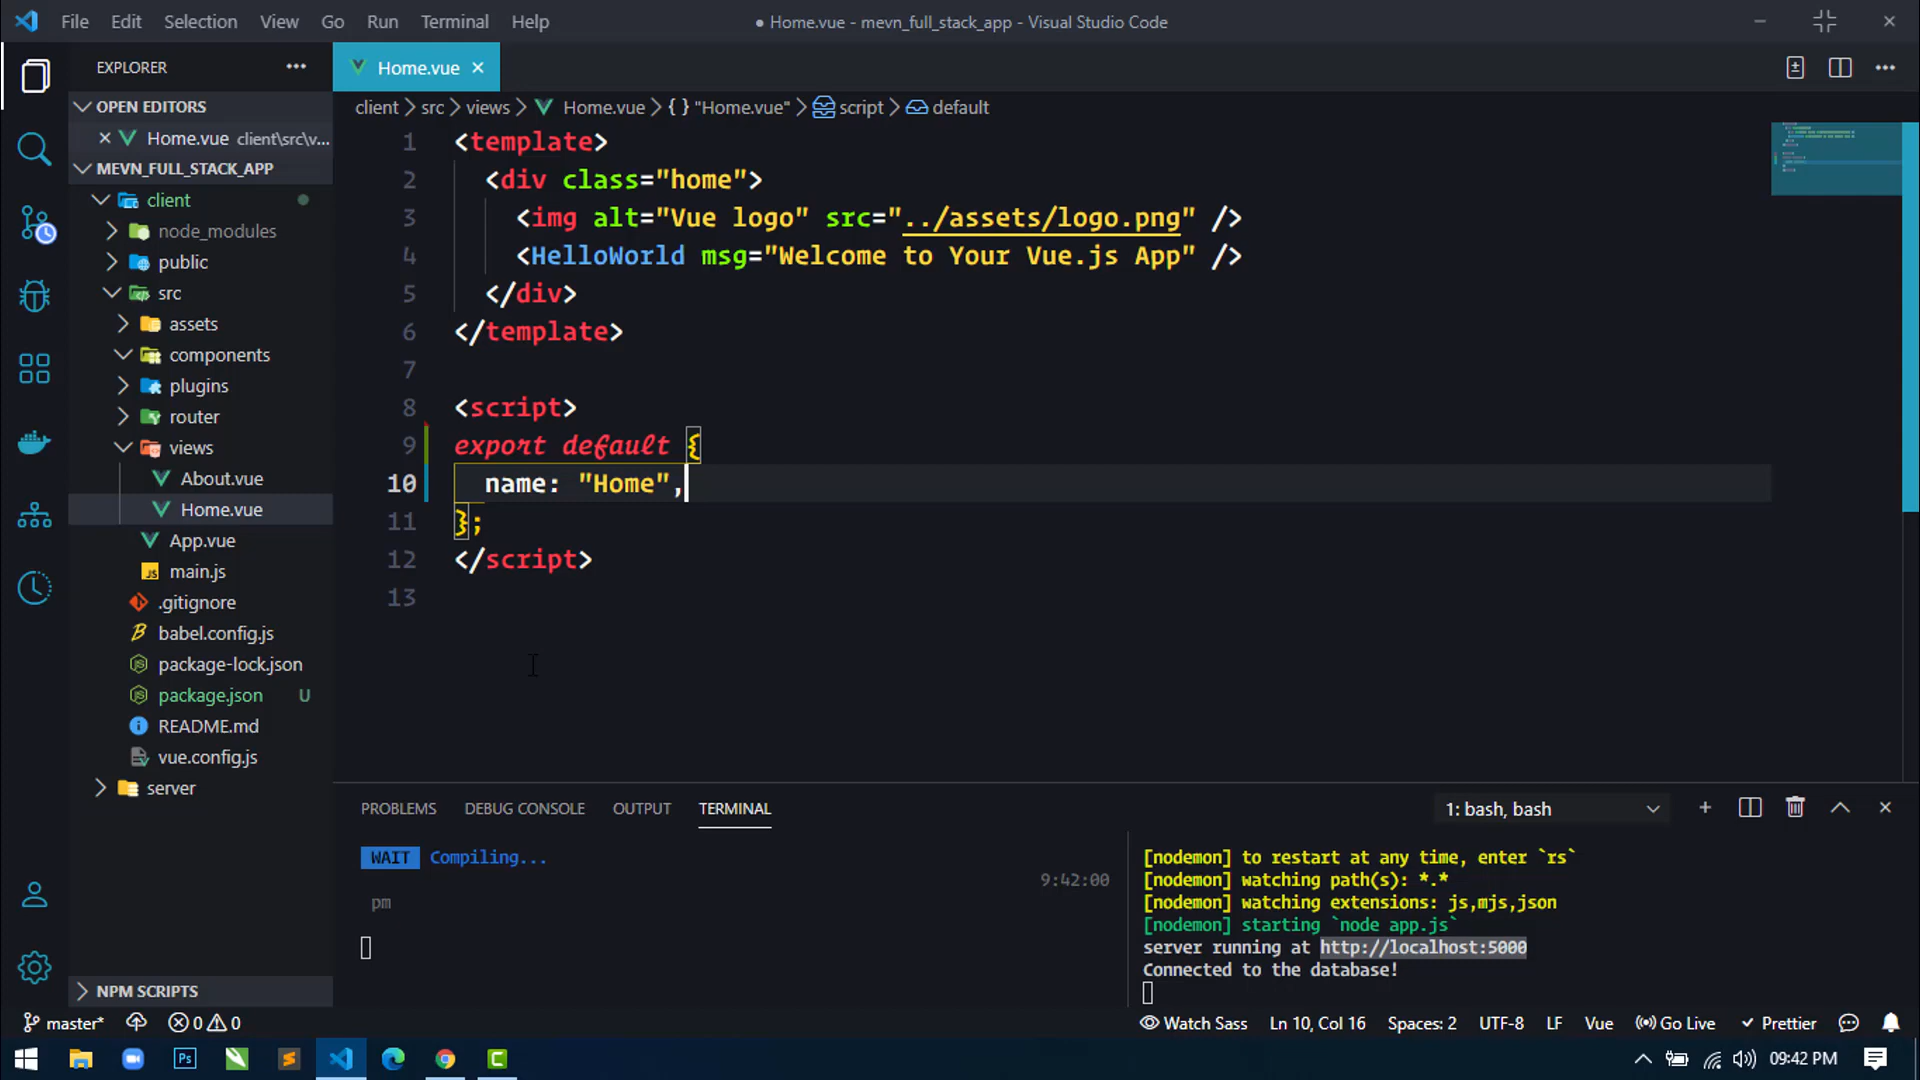 File Edit Selection View Go Run Terminal Help
● Home.vue - mevn_full_stack_app - Visual Studio Code
EXPLORER
Home.vue
OPEN EDITORS
Home.vue client\src\v...
MEVN_FULL_STACK_APP
client
node_modules
public
src
assets
components
plugins
router
views
About.vue
Home.vue
App.vue
main.js
.gitignore
babel.config.js
package-lock.json
package.json U
README.md
vue.config.js
server
NPM SCRIPTS
client > src > views > Home.vue > { } "Home.vue" > script > default
1 <template>
2 <div class="home">
3 <img alt="Vue logo" src="../assets/logo.png" />
4 <HelloWorld msg="Welcome to Your Vue.js App" />
5 </div>
6 </template>
7
8 <script>
9 export default {
10 name: "Home",
11 };
12 </script>
13
PROBLEMS DEBUG CONSOLE OUTPUT TERMINAL
1: bash, bash
WAIT Compiling...
9:42:00
pm
[nodemon] to restart at any time, enter `rs`
[nodemon] watching path(s): *.*
[nodemon] watching extensions: js,mjs,json
[nodemon] starting `node app.js`
server running at http://localhost:5000
Connected to the database!
master* 0 0
Watch Sass Ln 10, Col 16 Spaces: 2 UTF-8 LF Vue Go Live Prettier
Ps
C
09:42 PM